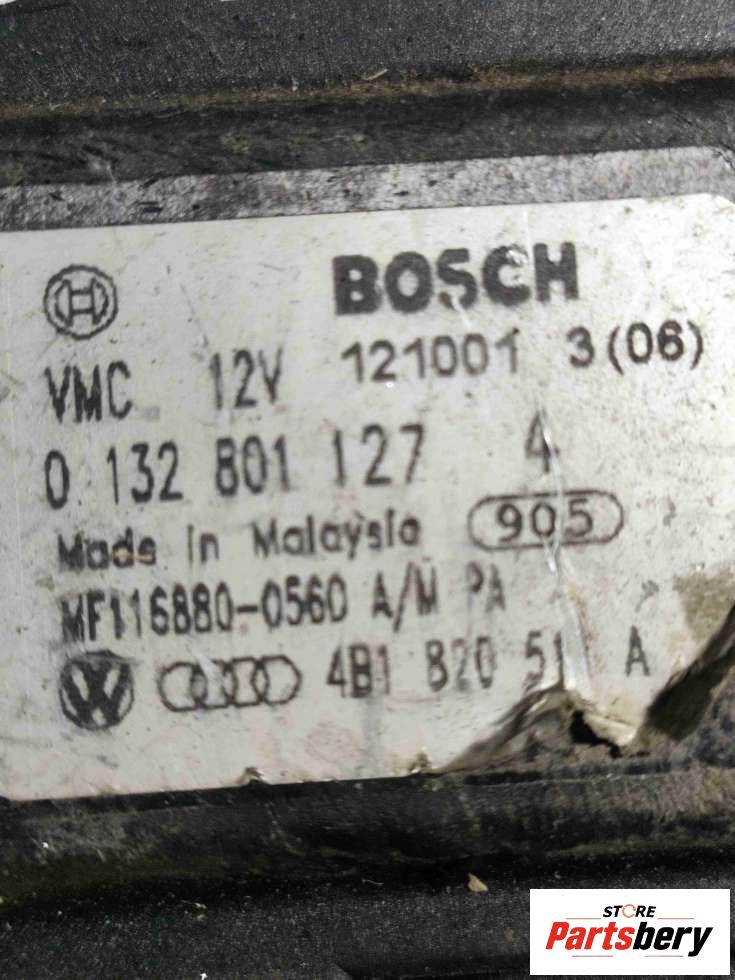 BOSCH
VMC 12V 121001 3(06)
0 132 801 127 4
Made in Malaysia 905
MF116880-0560 A/M PA
4B1 820 51 A
STORE
Partsbery